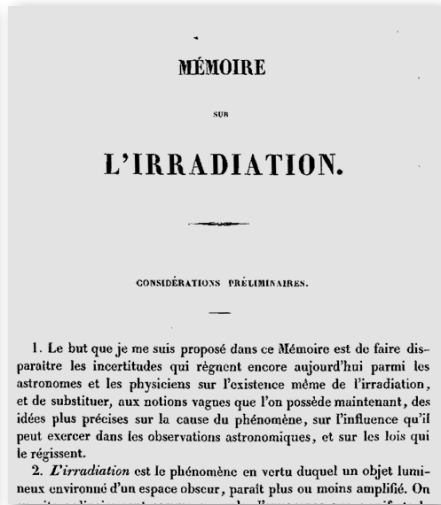 MÉMOIRE
SUR
L'IRRADIATION.
CONSIDÉRATIONS PRÉLIMINAIRES.
1. Le but que je me suis proposé dans ce Mémoire est de faire dis-
paraître les incertitudes qui règnent encore aujourd'hui parmi les
astronomes et les physiciens sur l'existence même de l'irradiation,
et de substituer, aux notions vagues que l'on possède maintenant, des
idées plus précises sur la cause du phénomène, sur l'influence qu'il
peut exercer dans les observations astronomiques, et sur les lois qui
le régissent.
2. L'irradiation est le phénomène en vertu duquel un objet lumi-
neux environné d'un espace obscur, paraît plus ou moins amplifié. On